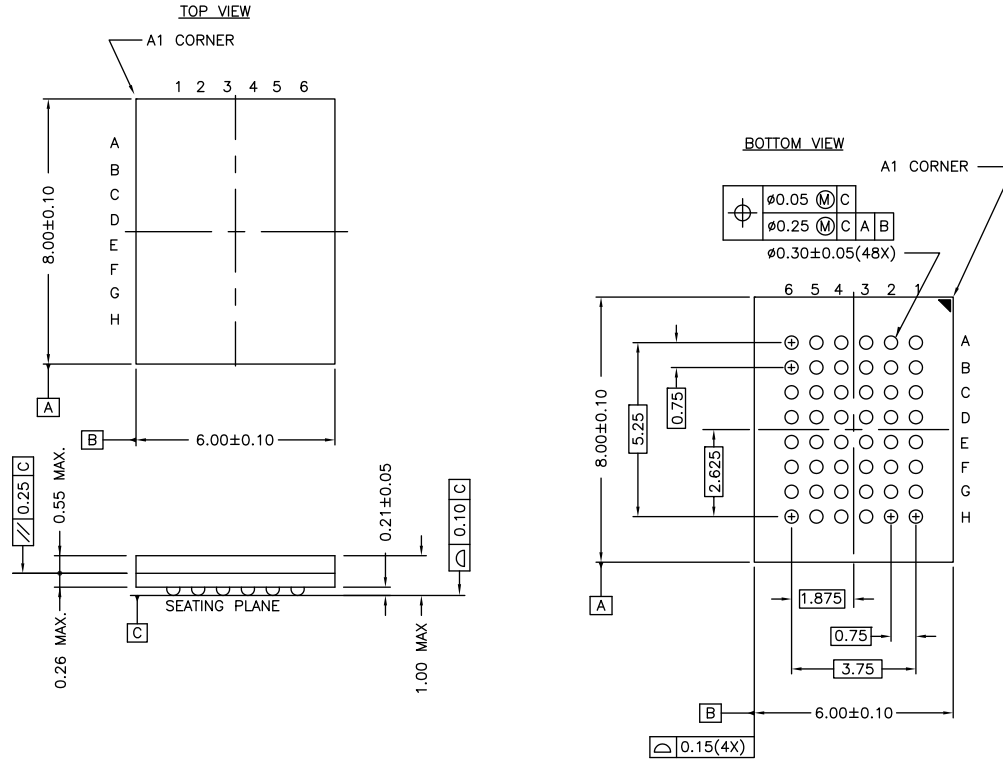 TOP VIEW
A1 CORNER
1 2 3 4 5 6
A
B
C
D
E
F
G
H
8.00±0.10
A
B
6.00±0.10
// 0.25 C
0.55 MAX.
0.21±0.05
⌓ 0.10 C
SEATING PLANE
C
0.26 MAX.
1.00 MAX
BOTTOM VIEW
A1 CORNER
⌖ ø0.05 Ⓜ C
ø0.25 Ⓜ C A B
ø0.30±0.05(48X)
6 5 4 3 2 1
A
B
C
D
E
F
G
H
8.00±0.10
5.25
0.75
2.625
A
1.875
0.75
3.75
B
6.00±0.10
⌓ 0.15(4X)